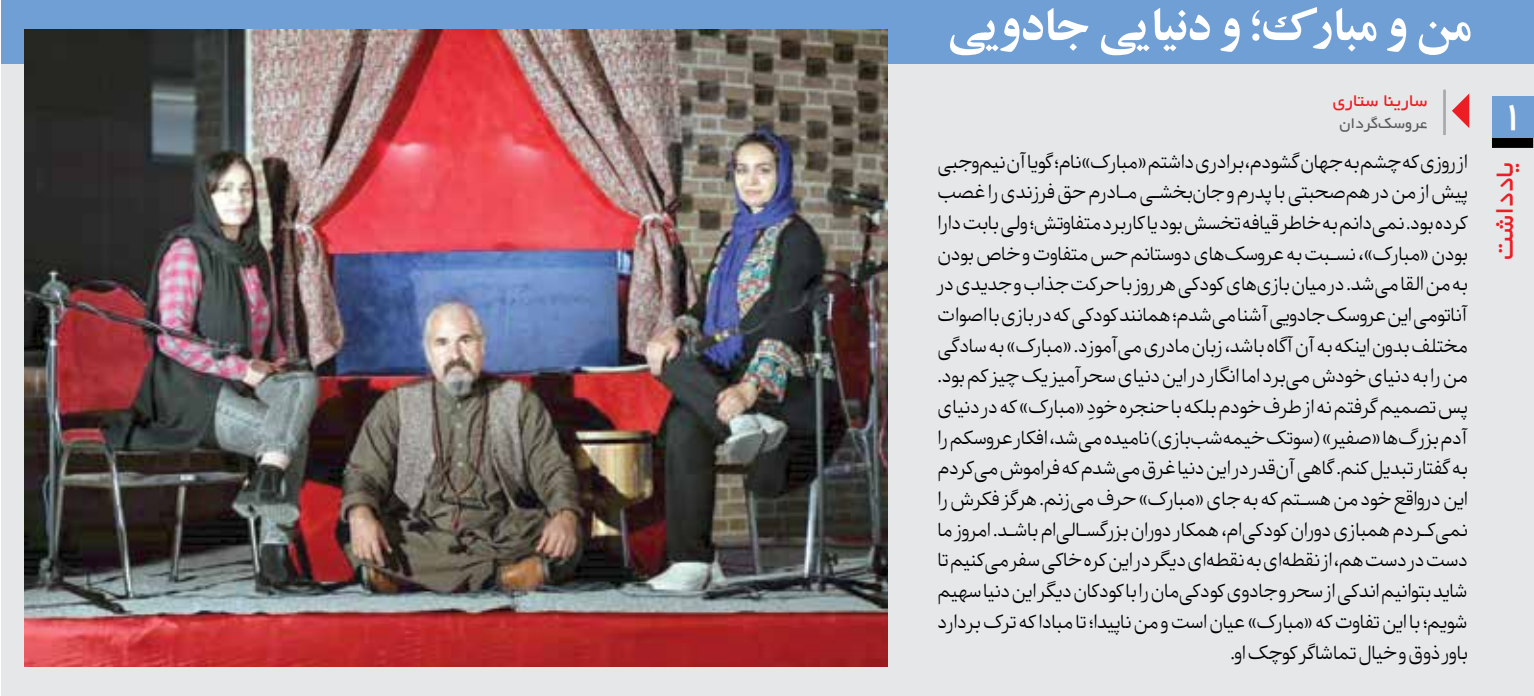 من و مبارک؛ و دنیایی جادویی
۱
یادداشت
سارینا ستاری
عروسک‌گردان
از روزی که چشم به جهان گشودم، برادری داشتم «مبارک»نام؛ گویا آن نیم‌وجبی
پیش از من در هم‌صحبتی با پدرم و جان‌بخشی مادرم حق فرزندی را غصب
کرده بود. نمی‌دانم به خاطر قیافه تخسش بود یا کاربرد متفاوتش؛ ولی بابت دارا
بودن «مبارک»، نسبت به عروسک‌های دوستانم حس متفاوت و خاص بودن
به من القا می‌شد. در میان بازی‌های کودکی هر روز با حرکت جذاب و جدیدی در
آناتومی این عروسک جادویی آشنا می‌شدم؛ همانند کودکی که در بازی با اصوات
مختلف بدون اینکه به آن آگاه باشد، زبان مادری می‌آموزد. «مبارک» به سادگی
من را به دنیای خودش می‌برد اما انگار در این دنیای سحرآمیز یک چیز کم بود.
پس تصمیم گرفتم نه از طرف خودم بلکه با حنجره خودِ «مبارک» که در دنیای
آدم بزرگ‌ها «صفیر» (سوتک خیمه‌شب‌بازی) نامیده می‌شد، افکار عروسکم را
به گفتار تبدیل کنم. گاهی آن‌قدر در این دنیا غرق می‌شدم که فراموش می‌کردم
این درواقع خود من هستم که به جای «مبارک» حرف می‌زنم. هرگز فکرش را
نمی‌کردم همبازی دوران کودکی‌ام، همکار دوران بزرگسالی‌ام باشد. امروز ما
دست در دست هم، از نقطه‌ای به نقطه‌ای دیگر در این کره خاکی سفر می‌کنیم تا
شاید بتوانیم اندکی از سحر و جادوی کودکی‌مان را با کودکان دیگر این دنیا سهیم
شویم؛ با این تفاوت که «مبارک» عیان است و من ناپیدا؛ تا مبادا که ترک بردارد
باور ذوق و خیال تماشاگر کوچک او.